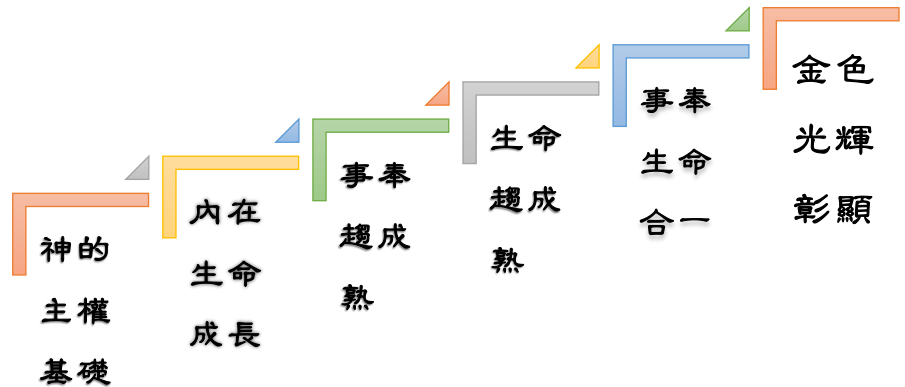 神的
主權
基礎
內在
生命
成長
事奉
趨成
熟
生命
趨成
熟
事奉
生命
合一
金色
光輝
彰顯